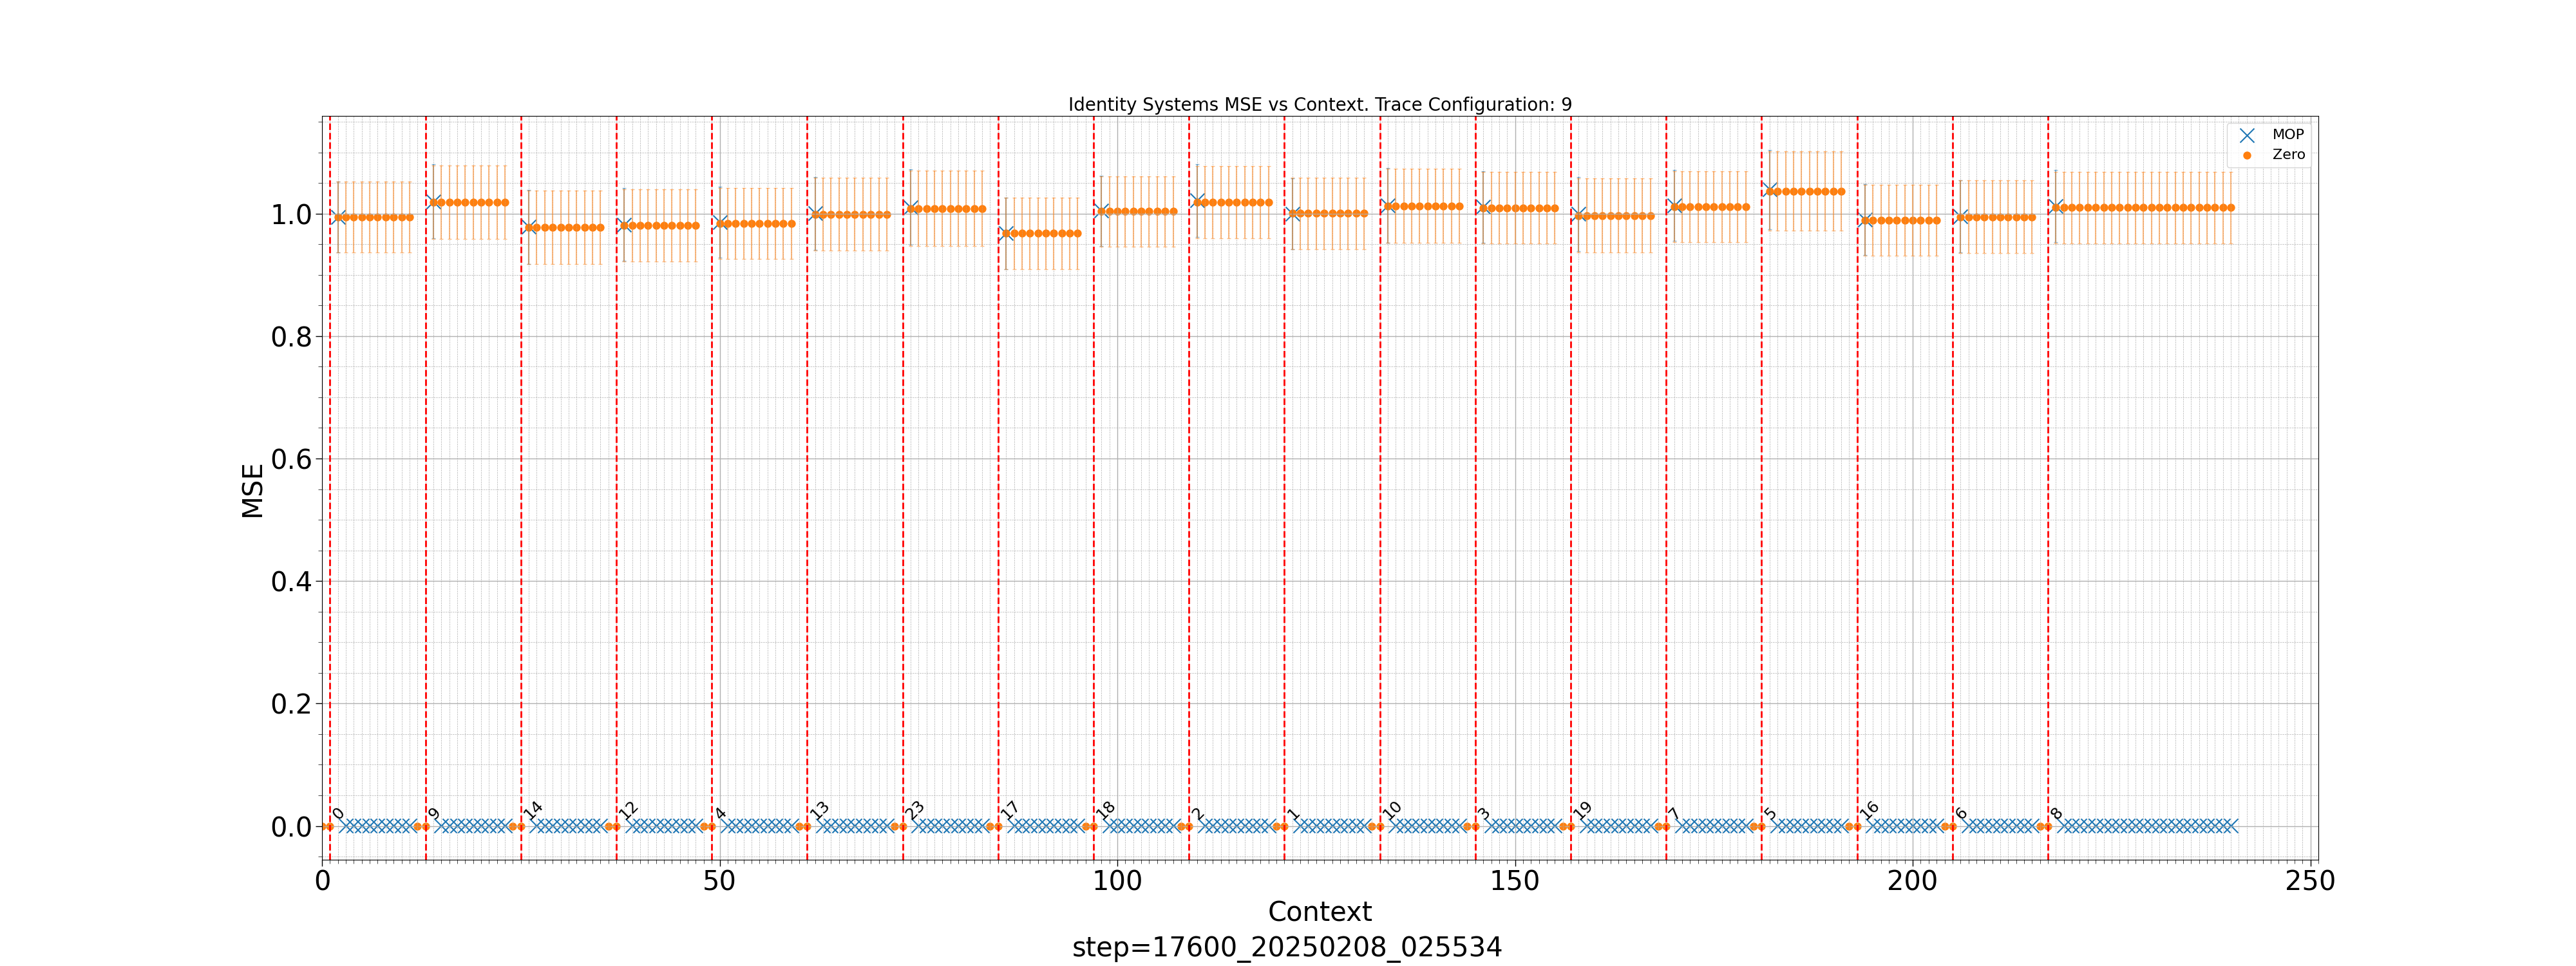 Identity Systems MSE vs Context. Trace Configuration: 9
MOP
Zero
1.0
0.8
0.6
0.4
0.2
0.0
MSE
0 9 14 12 4 13 23 17 18 2 1 10 3 19 7 5 16 6 8
0 50 100 150 200 250
Context
step=17600_20250208_025534